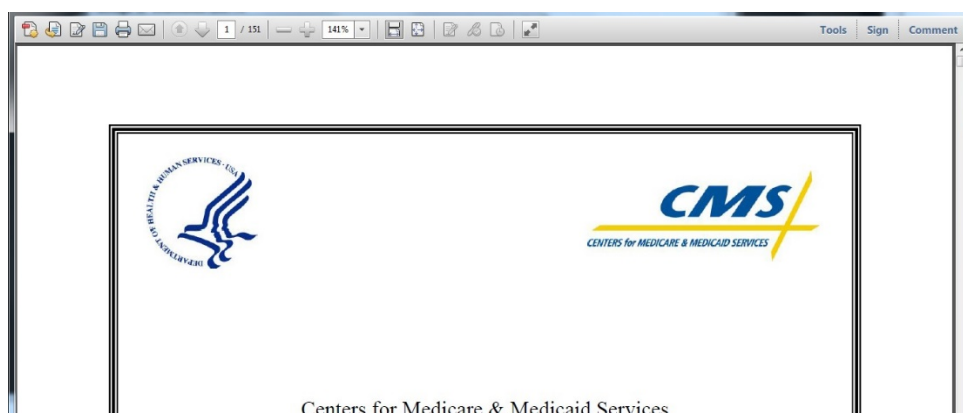 1 / 151 141% Tools Sign Comment
DEPARTMENT OF HEALTH & HUMAN SERVICES · USA
CMS
CENTERS for MEDICARE & MEDICAID SERVICES
Centers for Medicare & Medicaid Services